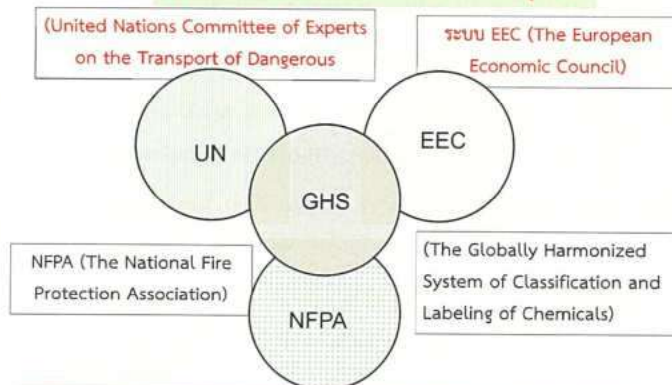 (United Nations Committee of Experts
on the Transport of Dangerous
ระบบ EEC (The European
Economic Council)
UN
EEC
GHS
NFPA (The National Fire
Protection Association)
(The Globally Harmonized
System of Classification and
Labeling of Chemicals)
NFPA